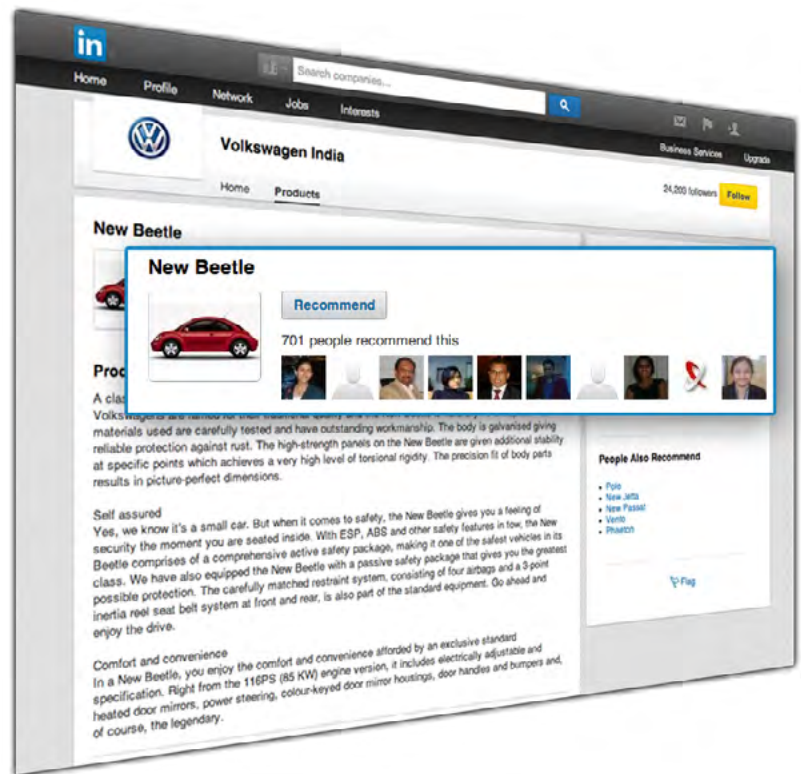 in
Search companies...
Home Profile Network Jobs Interests
Business Services Upgrade
Volkswagen India
24,200 followers Follow
Home Products
New Beetle
New Beetle
Recommend
701 people recommend this
Proc
A clas
Volkswagens are named for their
materials used are carefully tested and have outstanding workmanship. The body is galvanised giving
reliable protection against rust. The high-strength panels on the New Beetle are given additional stability
at specific points which achieves a very high level of torsional rigidity. The precision fit of body parts
results in picture-perfect dimensions.
Self assured
Yes, we know it's a small car. But when it comes to safety, the New Beetle gives you a feeling of
security the moment you are seated inside. With ESP, ABS and other safety features in tow, the New
Beetle comprises of a comprehensive active safety package, making it one of the safest vehicles in its
class. We have also equipped the New Beetle with a passive safety package that gives you the greatest
possible protection. The carefully matched restraint system, consisting of four airbags and a 3-point
inertia reel seat belt system at front and rear, is also part of the standard equipment. Go ahead and
enjoy the drive.
Comfort and convenience
In a New Beetle, you enjoy the comfort and convenience afforded by an exclusive standard
specification. Right from the 116PS (85 KW) engine version, it includes electrically adjustable and
heated door mirrors, power steering, colour-keyed door mirror housings, door handles and bumpers and,
of course, the legendary.
People Also Recommend
• Polo
• New Jetta
• New Passat
• Vento
• Phaeton
Flag